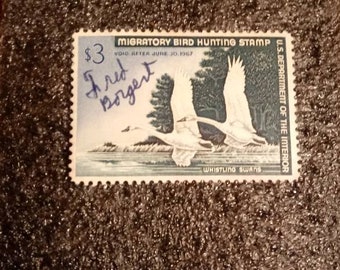 $3
MIGRATORY BIRD HUNTING STAMP
VOID AFTER JUNE 30, 1967
U.S. DEPARTMENT OF THE INTERIOR
Fred
Borgert
WHISTLING SWANS